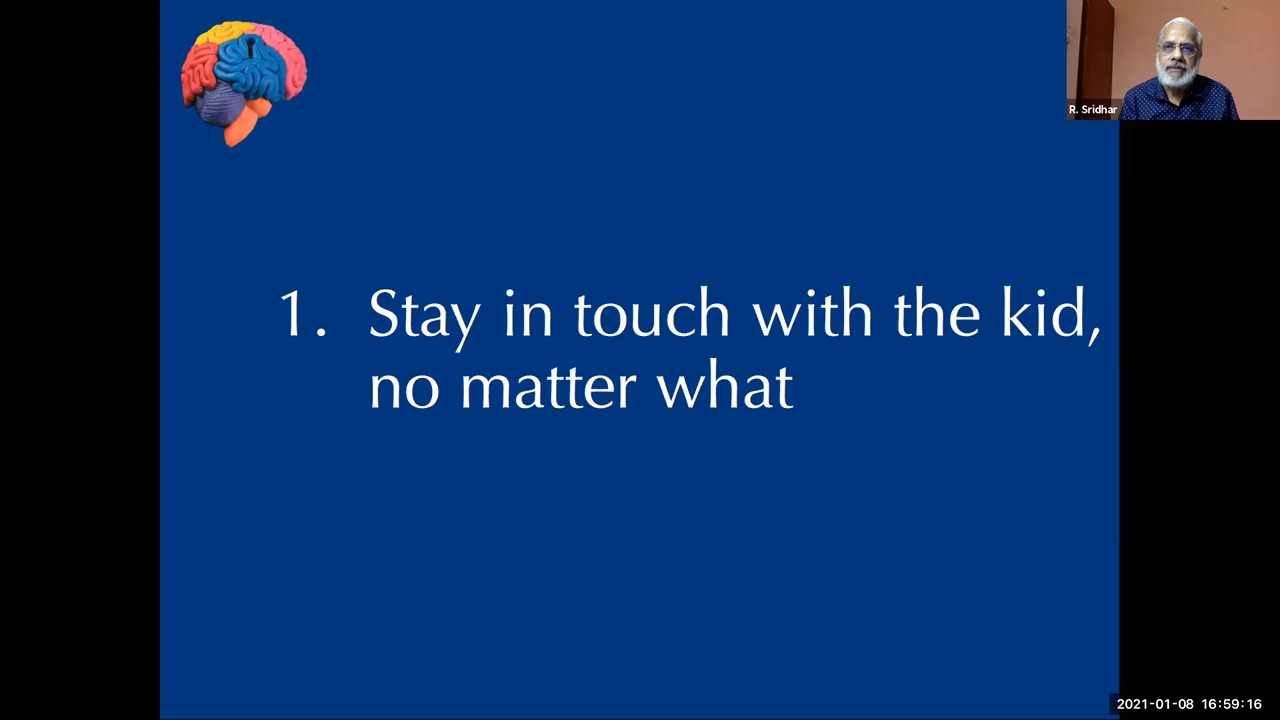 R. Sridhar
1. Stay in touch with the kid,
no matter what
2021-01-08 16:59:16